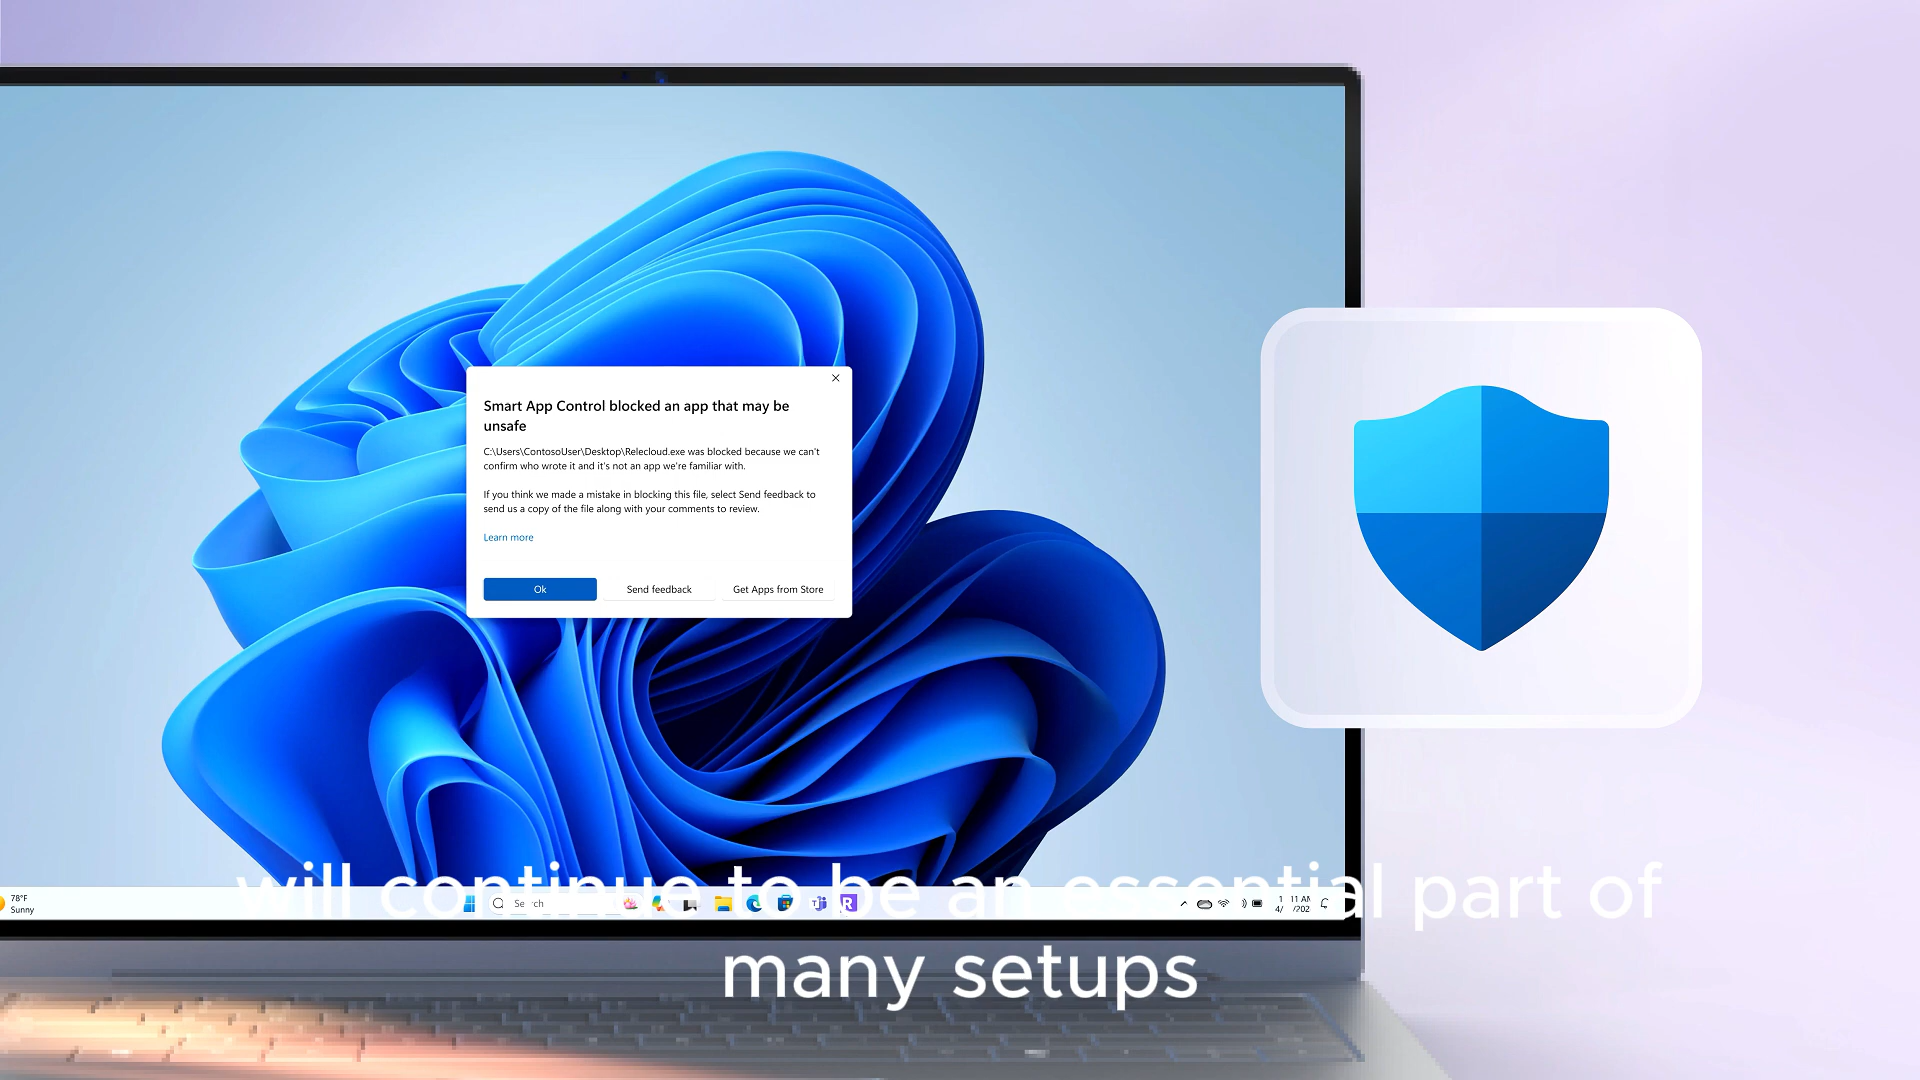 Smart App Control blocked an app that may be
unsafe
C:\Users\ContosoUser\Desktop\Relecloud.exe was blocked because we can't
confirm who wrote it and it's not an app we're familiar with.
If you think we made a mistake in blocking this file, select Send feedback to
send us a copy of the file along with your comments to review.
Learn more
Ok Send feedback Get Apps from Store
will continue to be an essential part of
78°F
Sunny
Search
many setups